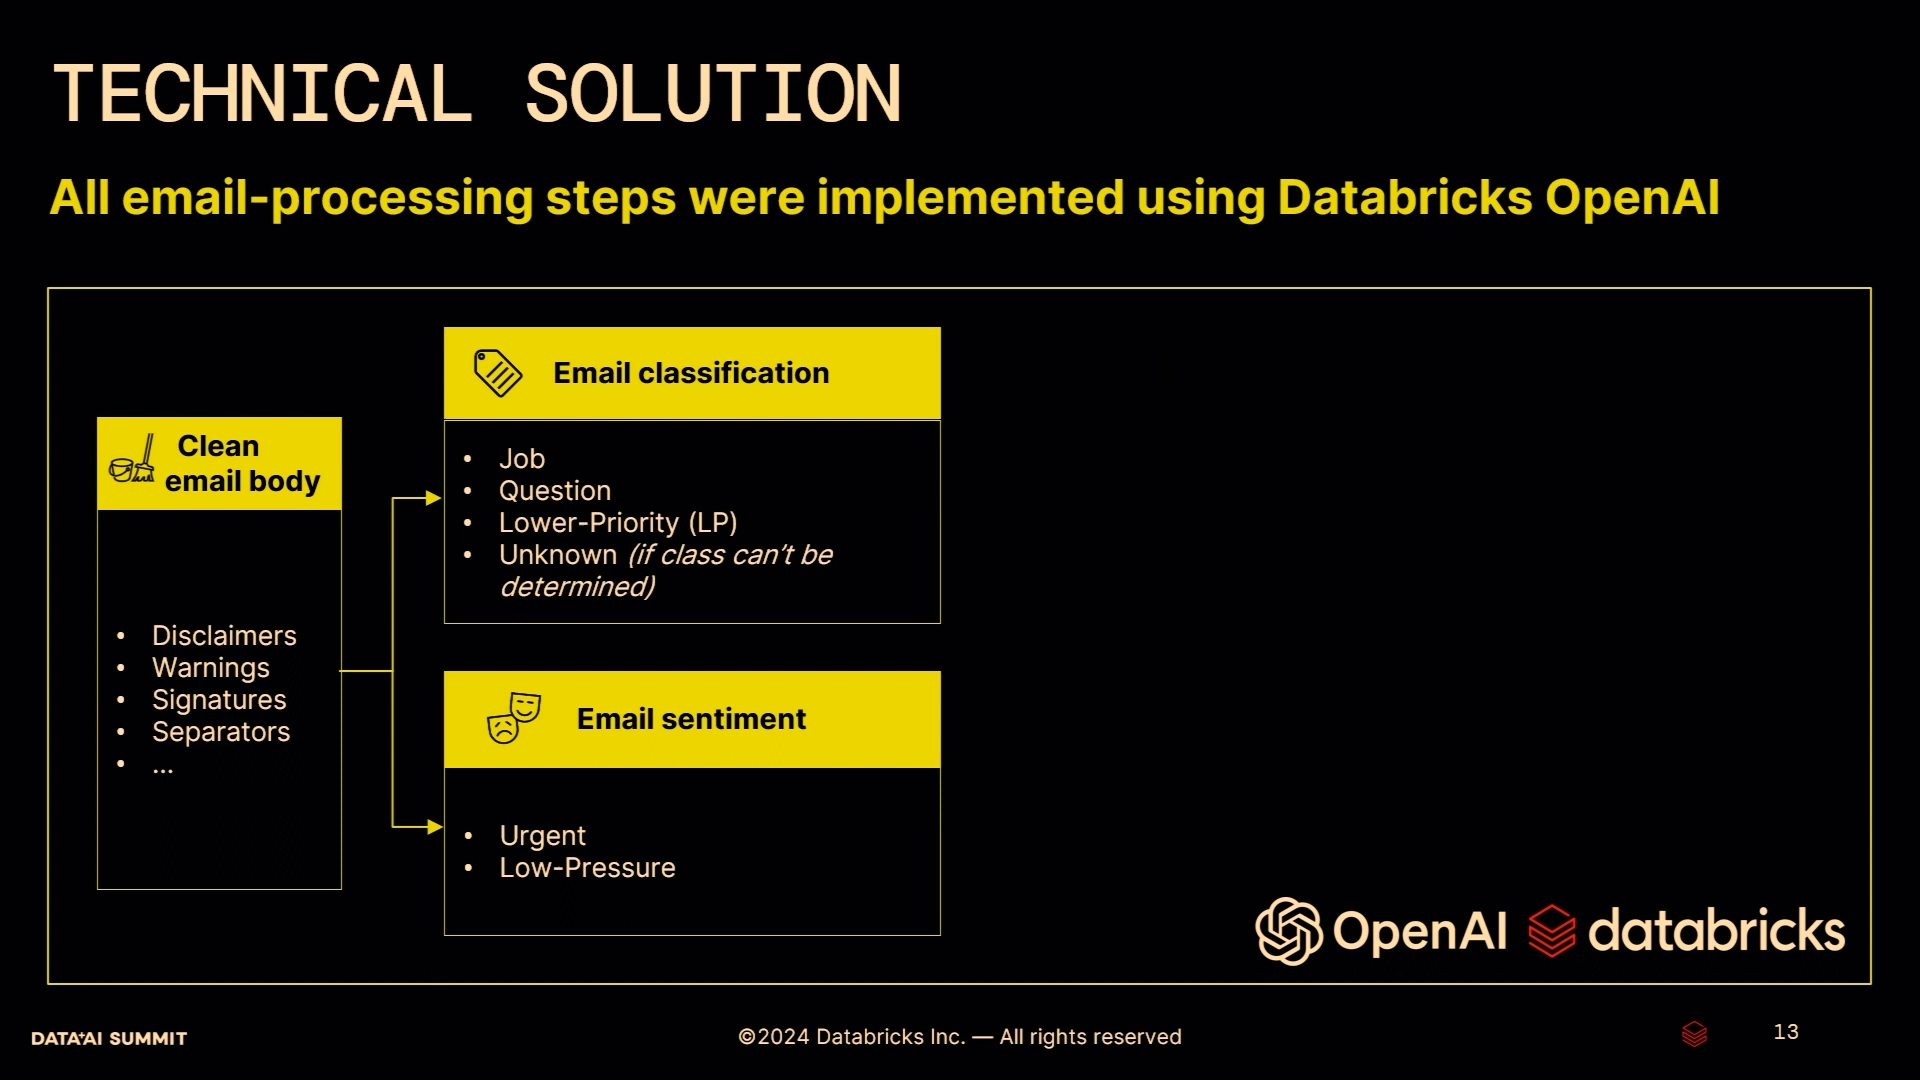 TECHNICAL SOLUTION
All email-processing steps were implemented using Databricks OpenAI
Clean
email body
• Disclaimers
• Warnings
• Signatures
• Separators
• ...
Email classification
• Job
• Question
• Lower-Priority (LP)
• Unknown (if class can't be
determined)
Email sentiment
• Urgent
• Low-Pressure
OpenAI databricks
DATA+AI SUMMIT
©2024 Databricks Inc. — All rights reserved
13